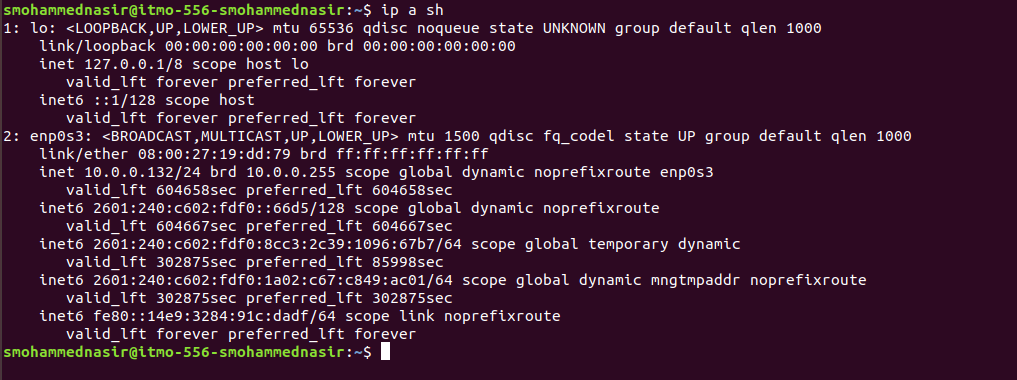 smohammednasir@itmo-556-smohammednasir:~$ ip a sh
1: lo: <LOOPBACK,UP,LOWER_UP> mtu 65536 qdisc noqueue state UNKNOWN group default qlen 1000
    link/loopback 00:00:00:00:00:00 brd 00:00:00:00:00:00
    inet 127.0.0.1/8 scope host lo
       valid_lft forever preferred_lft forever
    inet6 ::1/128 scope host
       valid_lft forever preferred_lft forever
2: enp0s3: <BROADCAST,MULTICAST,UP,LOWER_UP> mtu 1500 qdisc fq_codel state UP group default qlen 1000
    link/ether 08:00:27:19:dd:79 brd ff:ff:ff:ff:ff:ff
    inet 10.0.0.132/24 brd 10.0.0.255 scope global dynamic noprefixroute enp0s3
       valid_lft 604658sec preferred_lft 604658sec
    inet6 2601:240:c602:fdf0::66d5/128 scope global dynamic noprefixroute
       valid_lft 604667sec preferred_lft 604667sec
    inet6 2601:240:c602:fdf0:8cc3:2c39:1096:67b7/64 scope global temporary dynamic
       valid_lft 302875sec preferred_lft 85998sec
    inet6 2601:240:c602:fdf0:1a02:c67:c849:ac01/64 scope global dynamic mngtmpaddr noprefixroute
       valid_lft 302875sec preferred_lft 302875sec
    inet6 fe80::14e9:3284:91c:dadf/64 scope link noprefixroute
       valid_lft forever preferred_lft forever
smohammednasir@itmo-556-smohammednasir:~$